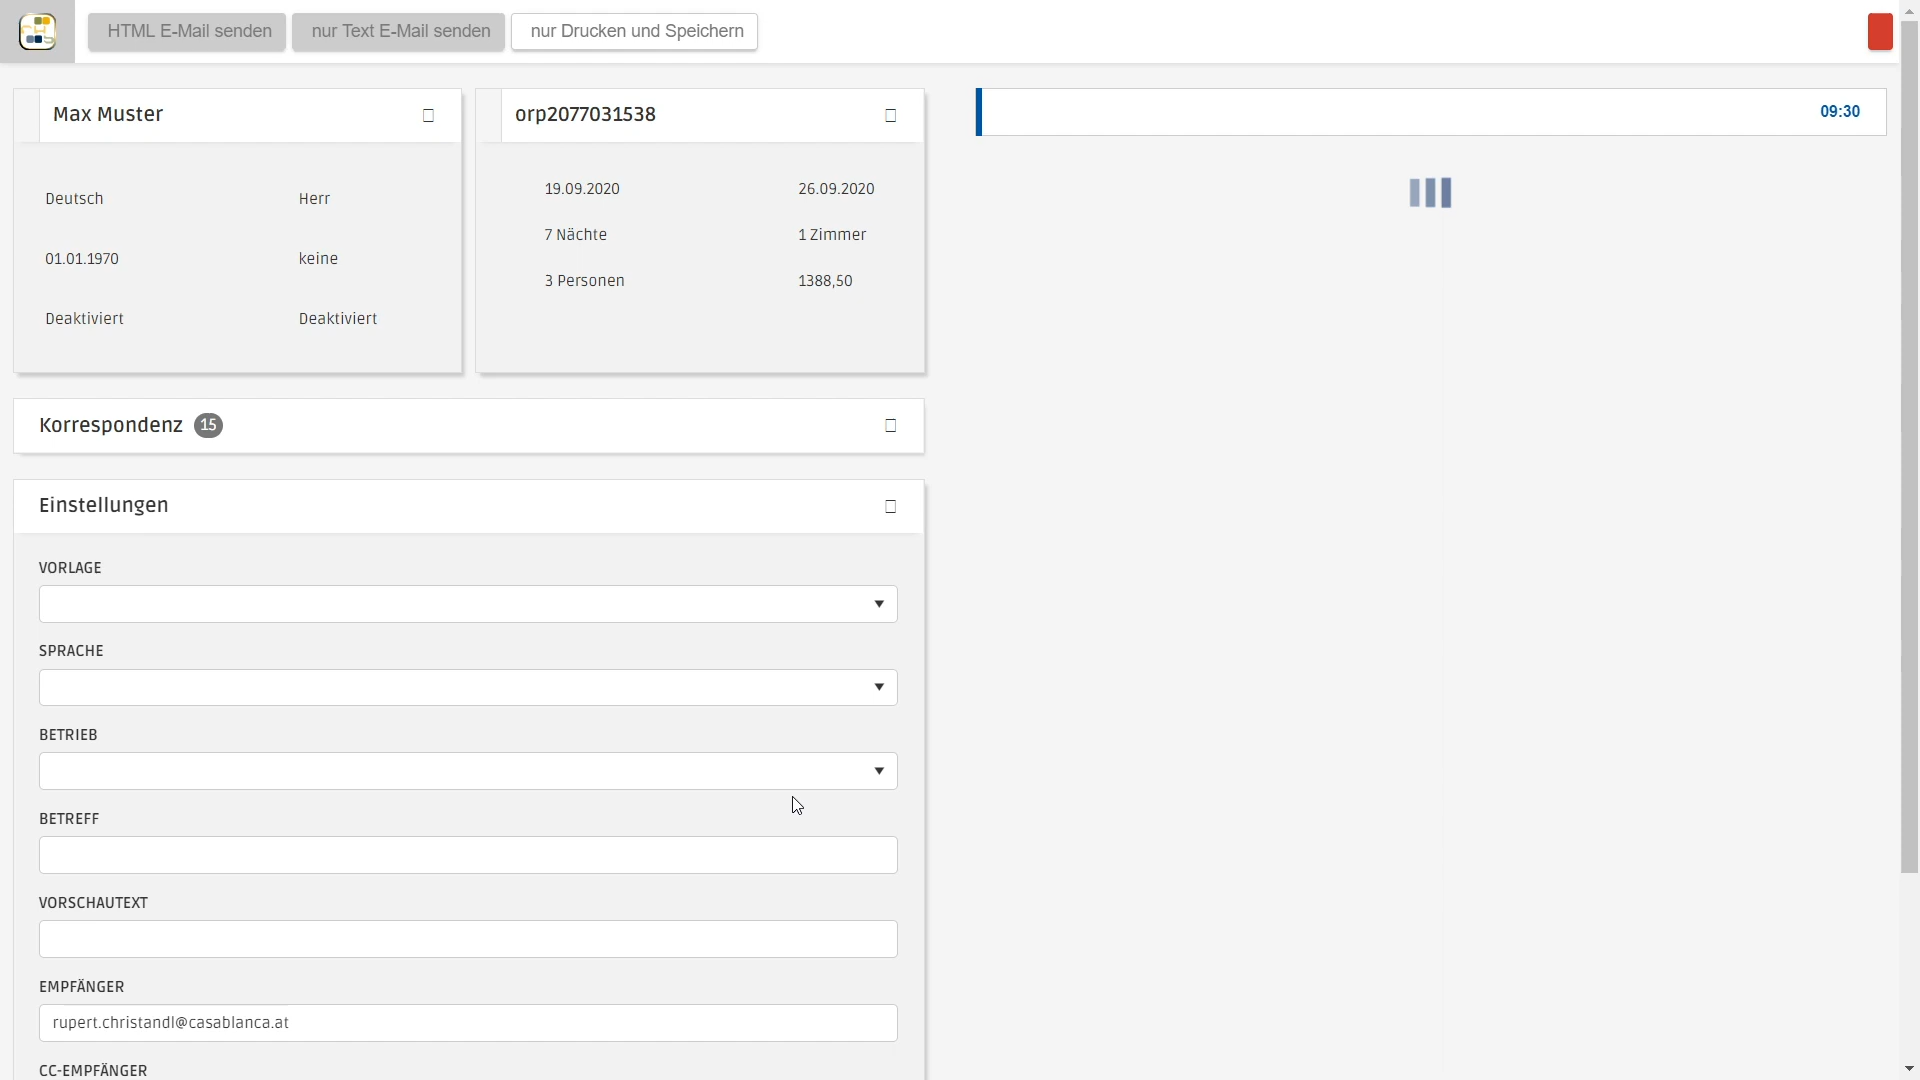 HTML E-Mail senden
nur Text E-Mail senden
nur Drucken und Speichern
Max Muster
Deutsch
Herr
01.01.1970
keine
Deaktiviert
Deaktiviert
orp2077031538
19.09.2020
26.09.2020
7 Nächte
1 Zimmer
3 Personen
1388,50
09:30
Korrespondenz 15
Einstellungen
VORLAGE
SPRACHE
BETRIEB
BETREFF
VORSCHAUTEXT
EMPFÄNGER
rupert.christandl@casablanca.at
CC-EMPFÄNGER